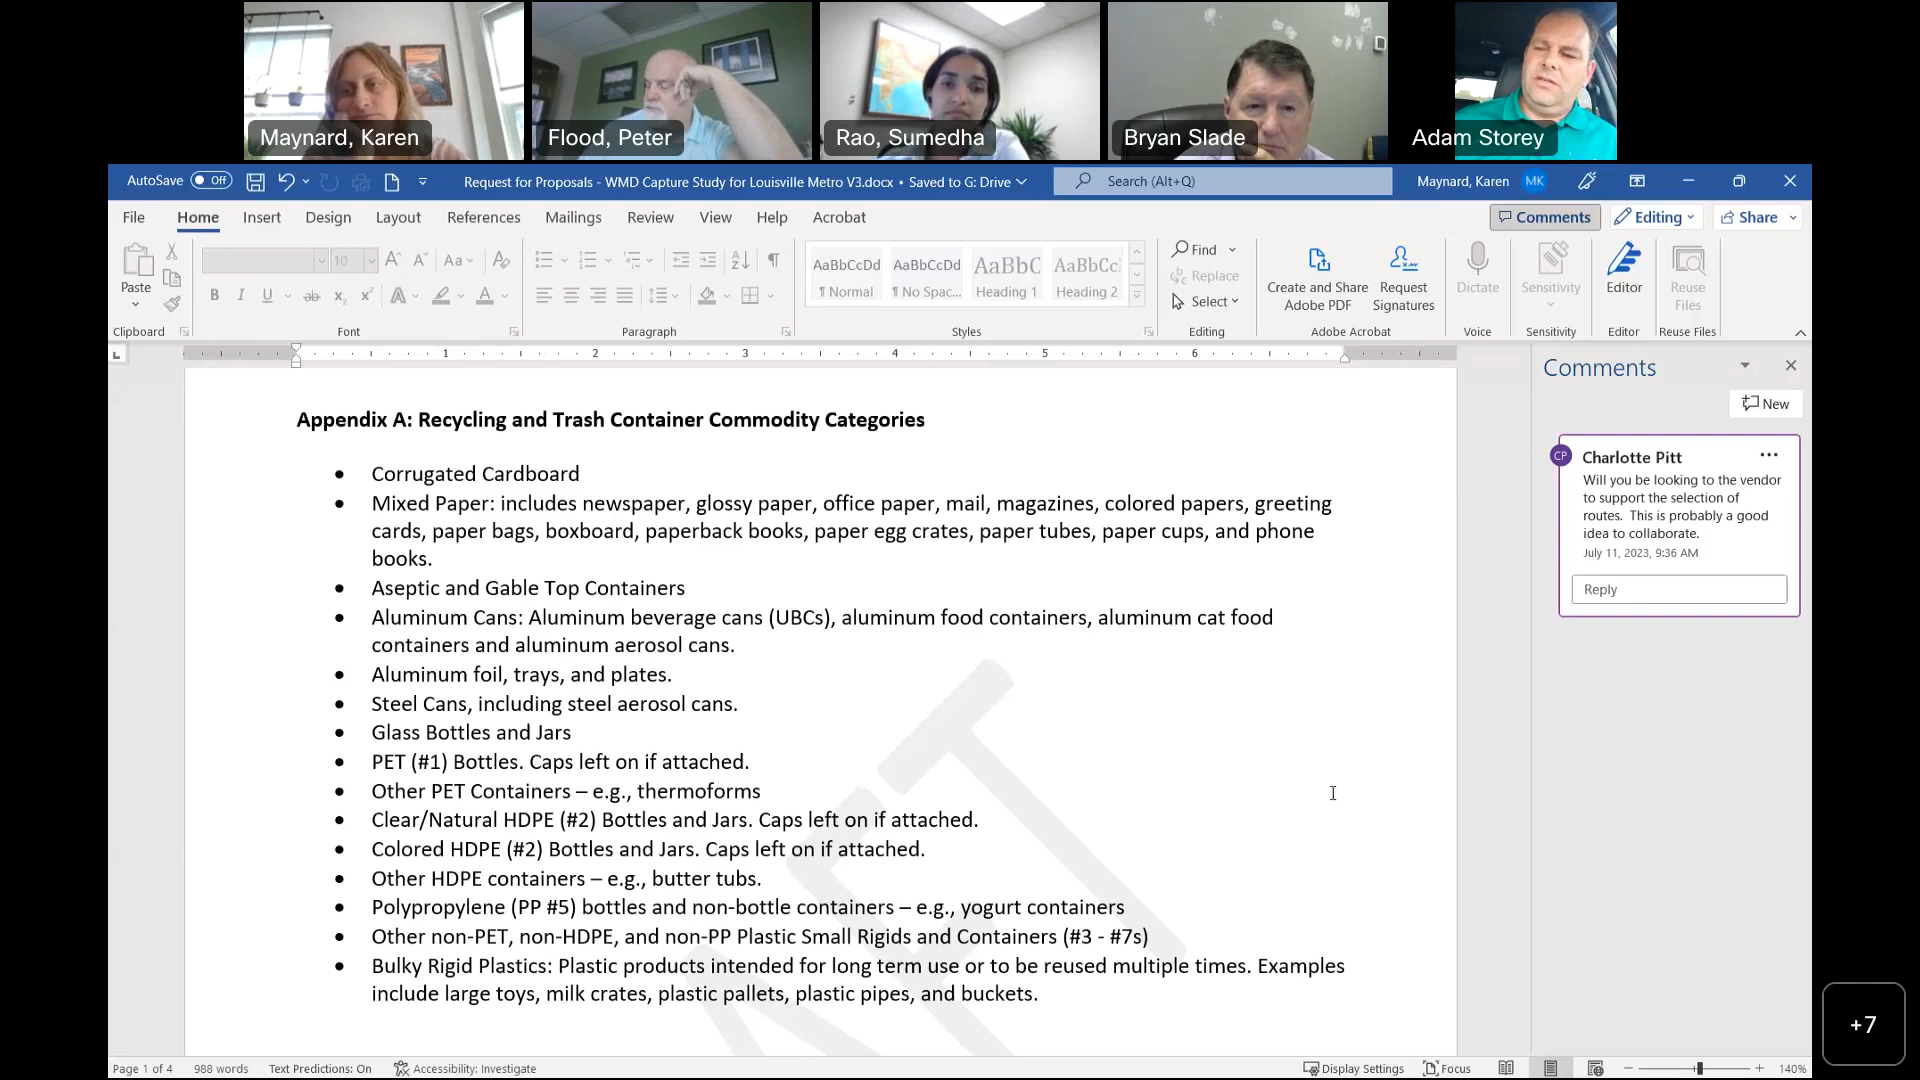 Maynard, Karen
Flood, Peter
Rao, Sumedha
Bryan Slade
Adam Storey
AutoSave Off
Request for Proposals - WMD Capture Study for Louisville Metro V3.docx • Saved to G: Drive
Search (Alt+Q)
Maynard, Karen MK
File Home Insert Design Layout References Mailings Review View Help Acrobat
Comments Editing Share
Paste
10
Aa
B I U ab x₂ x² A A
AaBbCcDd AaBbCcDd AaBbC AaBbCc
¶ Normal ¶ No Spac... Heading 1 Heading 2
Find
Replace
Select
Create and Share
Adobe PDF
Request
Signatures
Dictate
Sensitivity
Editor
Reuse
Files
Clipboard Font Paragraph Styles Editing Adobe Acrobat Voice Sensitivity Editor Reuse Files
1 2 3 4 5 6
Appendix A: Recycling and Trash Container Commodity Categories
• Corrugated Cardboard
• Mixed Paper: includes newspaper, glossy paper, office paper, mail, magazines, colored papers, greeting
cards, paper bags, boxboard, paperback books, paper egg crates, paper tubes, paper cups, and phone
books.
• Aseptic and Gable Top Containers
• Aluminum Cans: Aluminum beverage cans (UBCs), aluminum food containers, aluminum cat food
containers and aluminum aerosol cans.
• Aluminum foil, trays, and plates.
• Steel Cans, including steel aerosol cans.
• Glass Bottles and Jars
• PET (#1) Bottles. Caps left on if attached.
• Other PET Containers – e.g., thermoforms
• Clear/Natural HDPE (#2) Bottles and Jars. Caps left on if attached.
• Colored HDPE (#2) Bottles and Jars. Caps left on if attached.
• Other HDPE containers – e.g., butter tubs.
• Polypropylene (PP #5) bottles and non-bottle containers – e.g., yogurt containers
• Other non-PET, non-HDPE, and non-PP Plastic Small Rigids and Containers (#3 - #7s)
• Bulky Rigid Plastics: Plastic products intended for long term use or to be reused multiple times. Examples
include large toys, milk crates, plastic pallets, plastic pipes, and buckets.
Comments
New
CP Charlotte Pitt
Will you be looking to the vendor
to support the selection of
routes. This is probably a good
idea to collaborate.
July 11, 2023, 9:36 AM
Reply
+7
Page 1 of 4 988 words Text Predictions: On Accessibility: Investigate
Display Settings Focus 140%